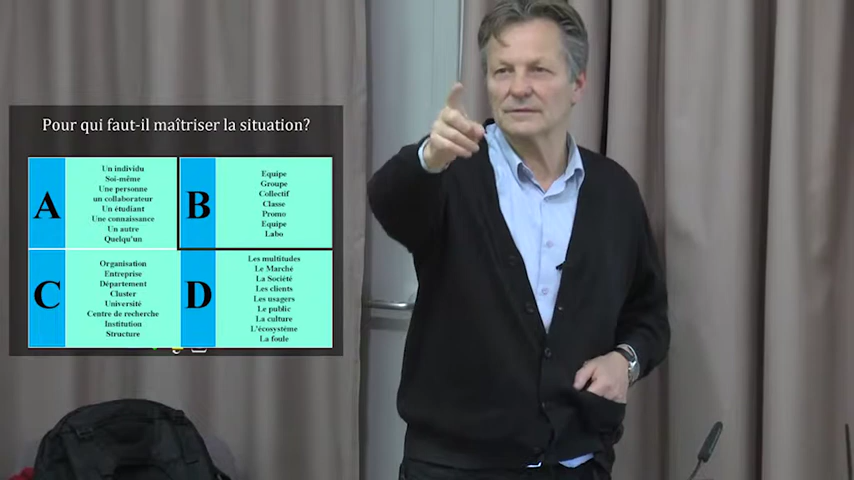 Pour qui faut-il maîtriser la situation?
A
Un individu
Soi-même
Une personne
un collaborateur
Un étudiant
Une connaissance
Un autre
Quelqu'un
B
Equipe
Groupe
Collectif
Classe
Promo
Equipe
Labo
C
Organisation
Entreprise
Département
Cluster
Université
Centre de recherche
Institution
Structure
D
Les multitudes
Le Marché
La Société
Les clients
Les usagers
Le public
La culture
L'écosystème
La foule